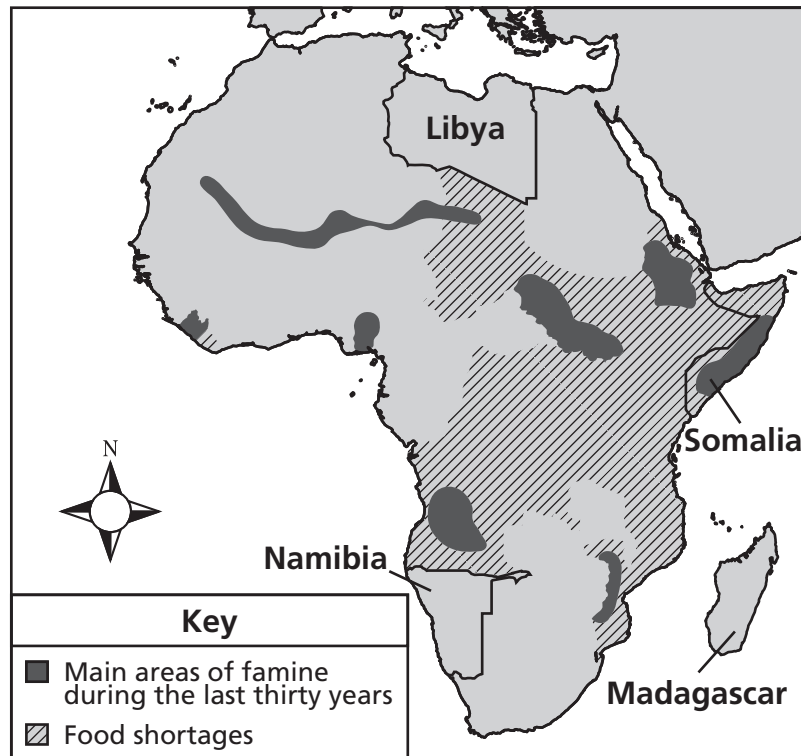 Libya
Somalia
N
Namibia
Madagascar
Key
Main areas of famine
during the last thirty years
Food shortages